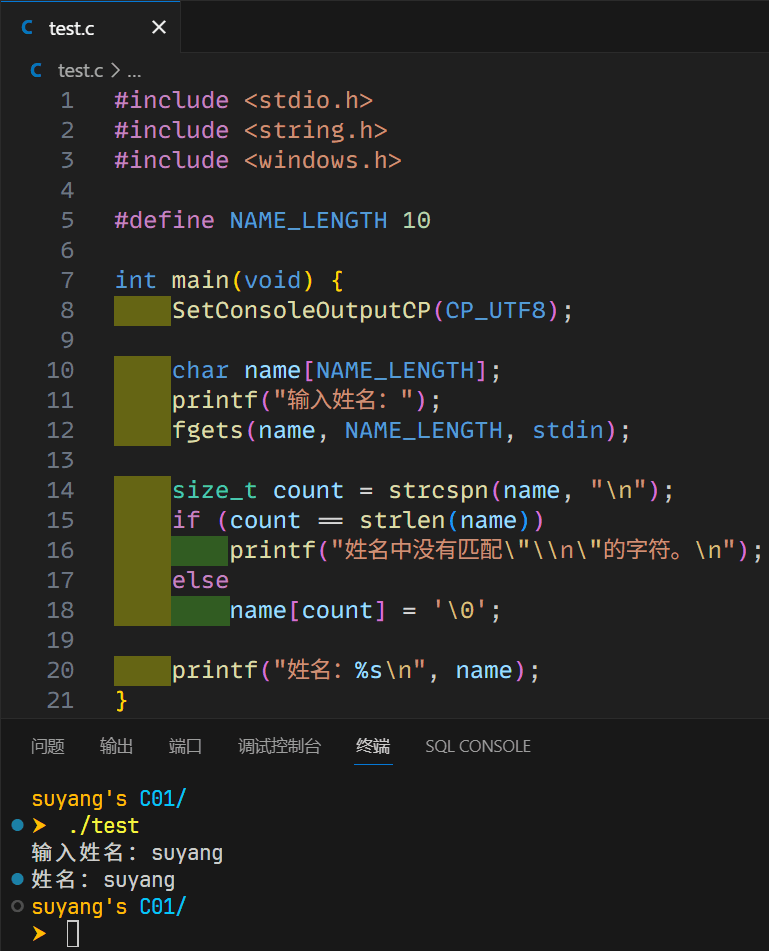 C test.c ×
C test.c > ...
1 #include <stdio.h>
2 #include <string.h>
3 #include <windows.h>
4
5 #define NAME_LENGTH 10
6
7 int main(void) {
8     SetConsoleOutputCP(CP_UTF8);
9
10     char name[NAME_LENGTH];
11     printf("输入姓名：");
12     fgets(name, NAME_LENGTH, stdin);
13
14     size_t count = strcspn(name, "\n");
15     if (count == strlen(name))
16         printf("姓名中没有匹配\"\\n\"的字符。\n");
17     else
18         name[count] = '\0';
19
20     printf("姓名：%s\n", name);
21 }
问题 输出 端口 调试控制台 终端 SQL CONSOLE
suyang's C01/
➤ ./test
输入姓名：suyang
姓名：suyang
suyang's C01/
➤